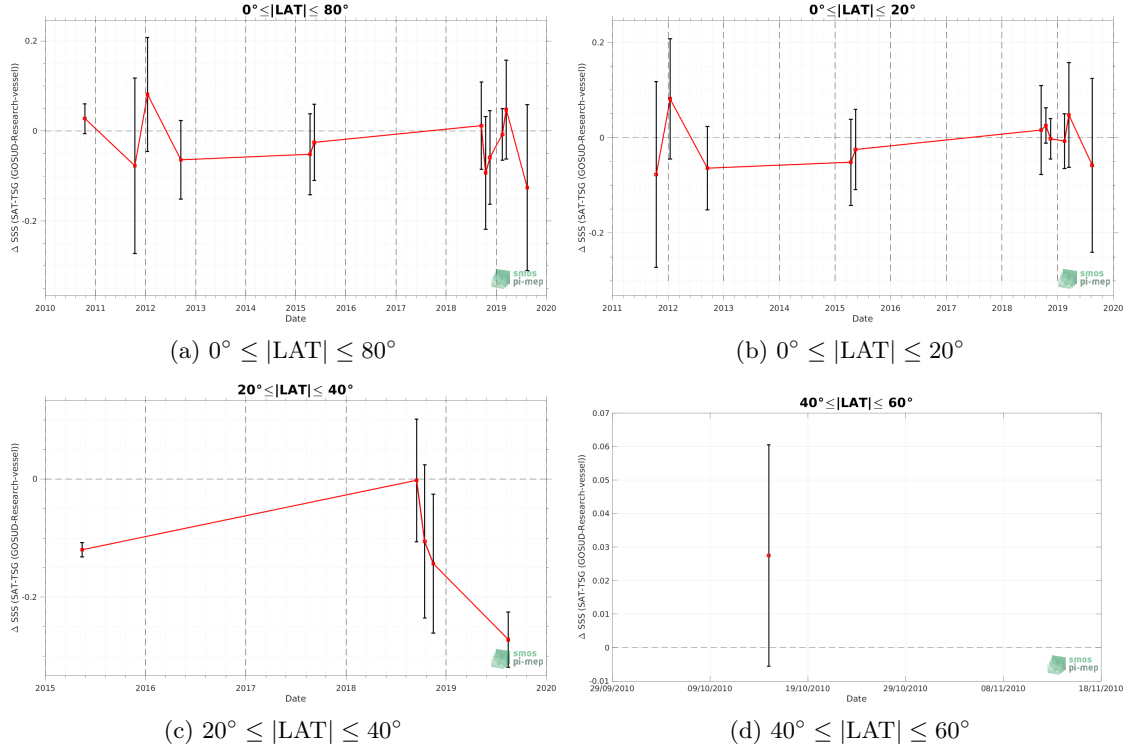 0°≤|LAT|≤ 80°
Δ SSS (SAT-TSG (GOSUD-Research-vessel))
0.2
0
-0.2
2010 2011 2012 2013 2014 2015 2016 2017 2018 2019 2020
Date
smos
pi-mep
(a) 0° ≤ |LAT| ≤ 80°
0°≤|LAT|≤ 20°
Δ SSS (SAT-TSG (GOSUD-Research-vessel))
0.2
0
-0.2
2011 2012 2013 2014 2015 2016 2017 2018 2019 2020
Date
smos
pi-mep
(b) 0° ≤ |LAT| ≤ 20°
20°≤|LAT|≤ 40°
Δ SSS (SAT-TSG (GOSUD-Research-vessel))
0
-0.2
2015 2016 2017 2018 2019 2020
Date
smos
pi-mep
(c) 20° ≤ |LAT| ≤ 40°
40°≤|LAT|≤ 60°
Δ SSS (SAT-TSG (GOSUD-Research-vessel))
0.07
0.06
0.05
0.04
0.03
0.02
0.01
0
-0.01
29/09/2010 09/10/2010 19/10/2010 29/10/2010 08/11/2010 18/11/2010
Date
smos
pi-mep
(d) 40° ≤ |LAT| ≤ 60°